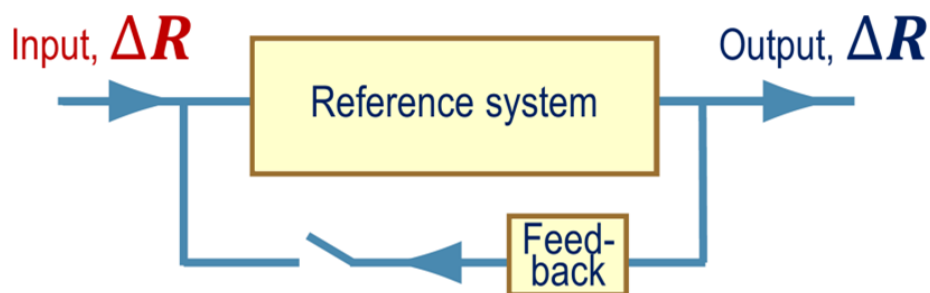 Input, ΔR
Output, ΔR
Reference system
Feed-
back